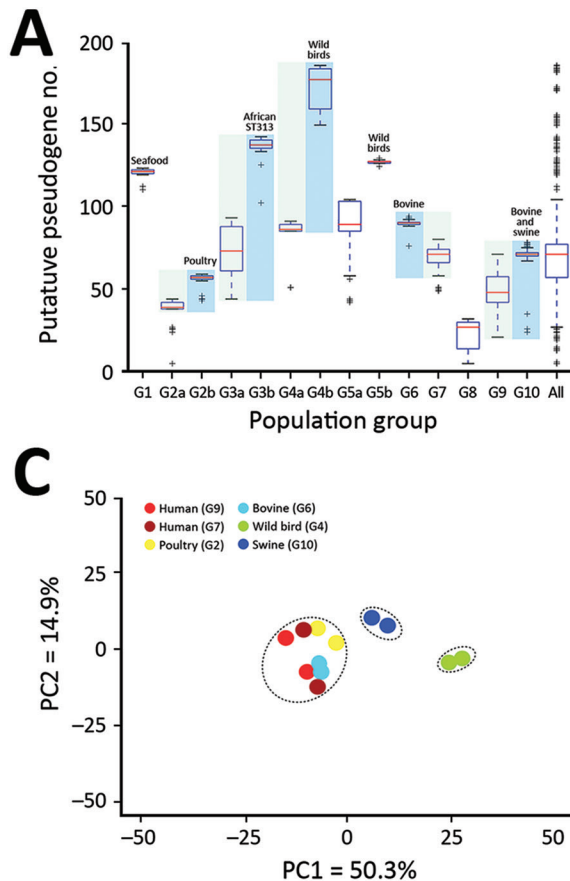 A
Putative pseudogene no.
200
150
100
50
0
Seafood
Poultry
African
ST313
Wild
birds
Wild
birds
Bovine
Bovine
and
swine
G1 G2a G2b G3a G3b G4a G4b G5a G5b G6 G7 G8 G9 G10 All
Population group
C
PC2 = 14.9%
50
25
0
−25
−50
Human (G9) Bovine (G6)
Human (G7) Wild bird (G4)
Poultry (G2) Swine (G10)
−50 −25 0 25 50
PC1 = 50.3%